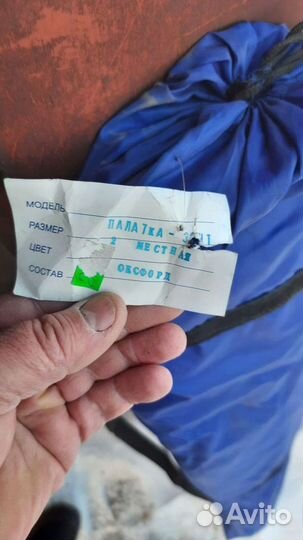 МОДЕЛЬ
РАЗМЕР ПАЛАТКА -
ЦВЕТ 2 МЕСТНАЯ
СОСТАВ ОКСФОРД
Avito